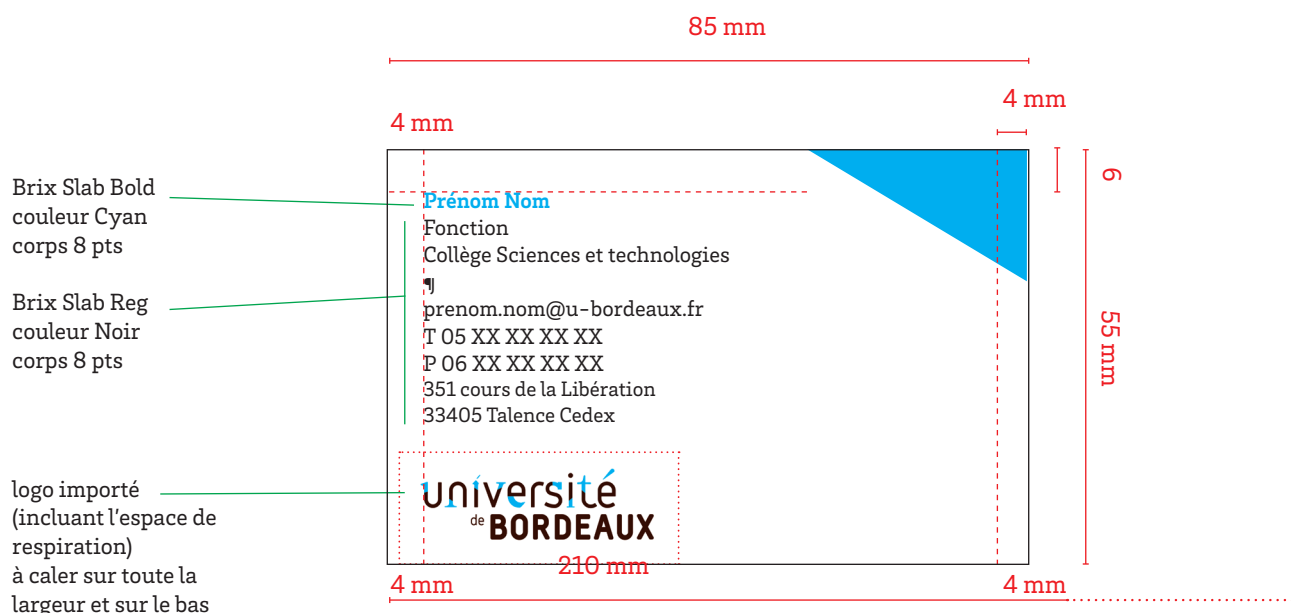 85 mm
4 mm
4 mm
6
55 mm
Brix Slab Bold
couleur Cyan
corps 8 pts
Brix Slab Reg
couleur Noir
corps 8 pts
logo importé
(incluant l'espace de
respiration)
à caler sur toute la
largeur et sur le bas
Prénom Nom
Fonction
Collège Sciences et technologies
¶
prenom.nom@u-bordeaux.fr
T 05 XX XX XX XX
P 06 XX XX XX XX
351 cours de la Libération
33405 Talence Cedex
université
de BORDEAUX
210 mm
4 mm
4 mm